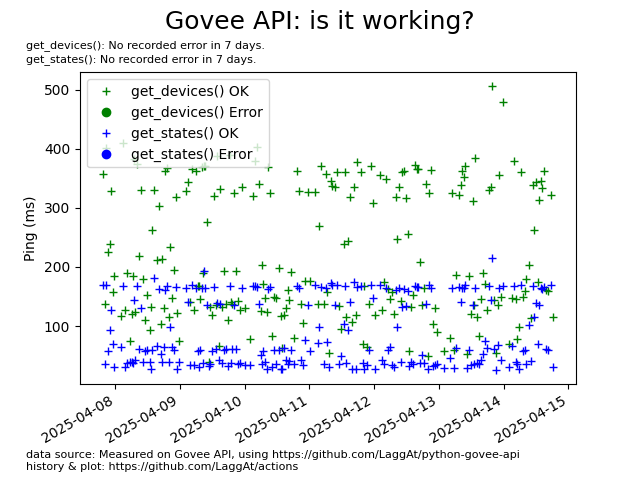 Govee API: is it working?
get_devices(): No recorded error in 7 days.
get_states(): No recorded error in 7 days.
get_devices() OK
get_devices() Error
get_states() OK
get_states() Error
Ping (ms)
500
400
300
200
100
2025-04-08
2025-04-09
2025-04-10
2025-04-11
2025-04-12
2025-04-13
2025-04-14
2025-04-15
data source: Measured on Govee API, using https://github.com/LaggAt/python-govee-api
history & plot: https://github.com/LaggAt/actions